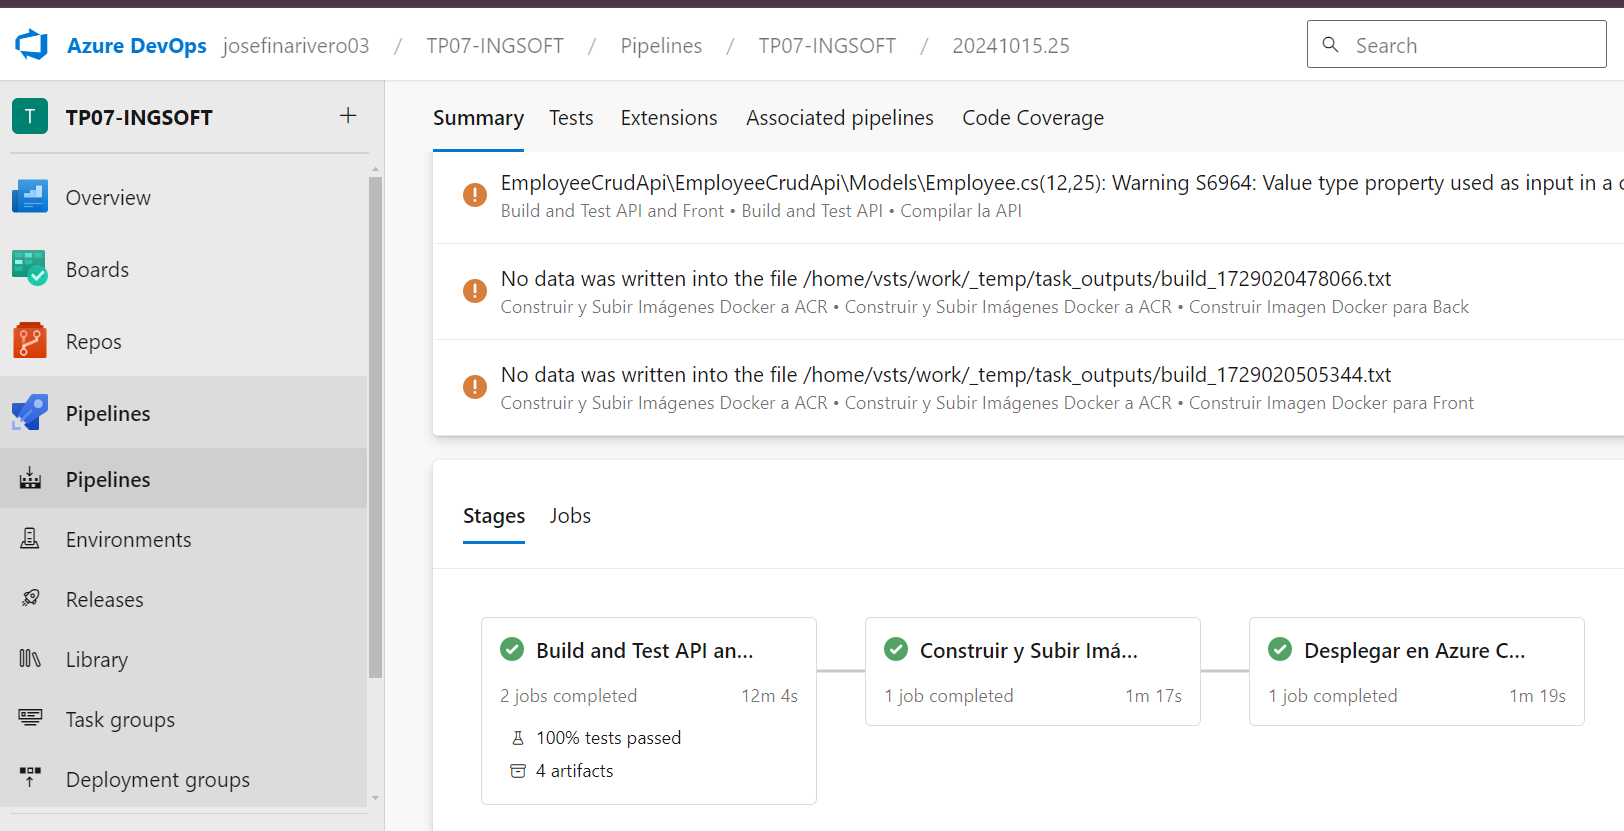 Azure DevOps josefinarivero03 / TP07-INGSOFT / Pipelines / TP07-INGSOFT / 20241015.25
Search
T TP07-INGSOFT +
Overview
Boards
Repos
Pipelines
Pipelines
Environments
Releases
Library
Task groups
Deployment groups
Summary Tests Extensions Associated pipelines Code Coverage
EmployeeCrudApi\EmployeeCrudApi\Models\Employee.cs(12,25): Warning S6964: Value type property used as input in a
Build and Test API and Front • Build and Test API • Compilar la API
No data was written into the file /home/vsts/work/_temp/task_outputs/build_1729020478066.txt
Construir y Subir Imágenes Docker a ACR • Construir y Subir Imágenes Docker a ACR • Construir Imagen Docker para Back
No data was written into the file /home/vsts/work/_temp/task_outputs/build_1729020505344.txt
Construir y Subir Imágenes Docker a ACR • Construir y Subir Imágenes Docker a ACR • Construir Imagen Docker para Front
Stages Jobs
Build and Test API an...
2 jobs completed 12m 4s
100% tests passed
4 artifacts
Construir y Subir Imá...
1 job completed 1m 17s
Desplegar en Azure C...
1 job completed 1m 19s